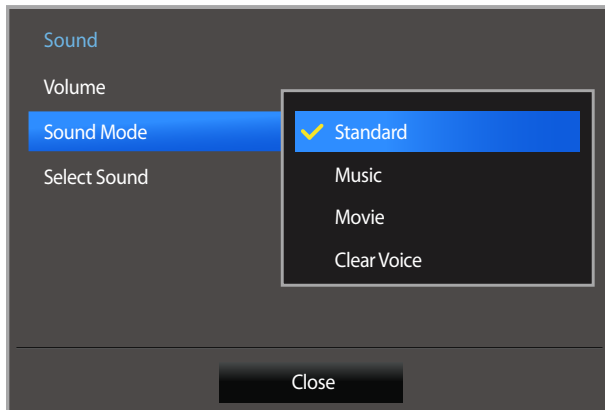 Sound
Volume
Sound Mode
Standard
Select Sound
Music
Movie
Clear Voice
Close